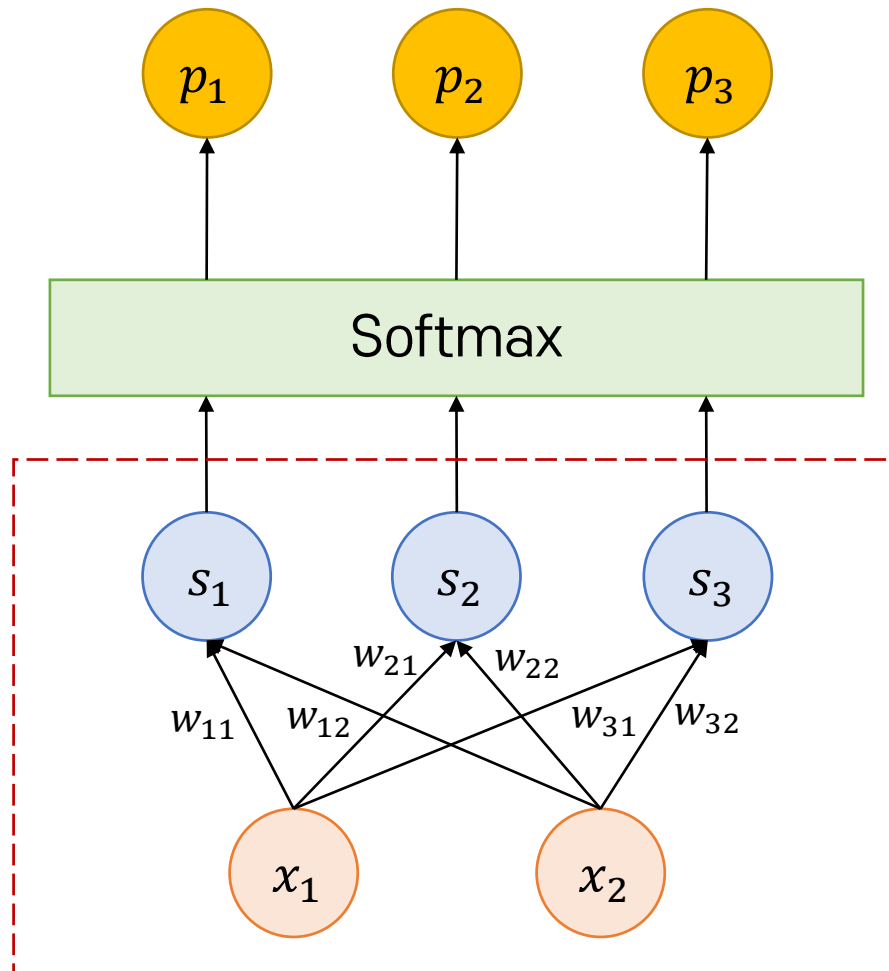 p₁ p₂ p₃
Softmax
s₁ s₂ s₃
w₂₁ w₂₂
w₁₁ w₁₂ w₃₁ w₃₂
x₁ x₂